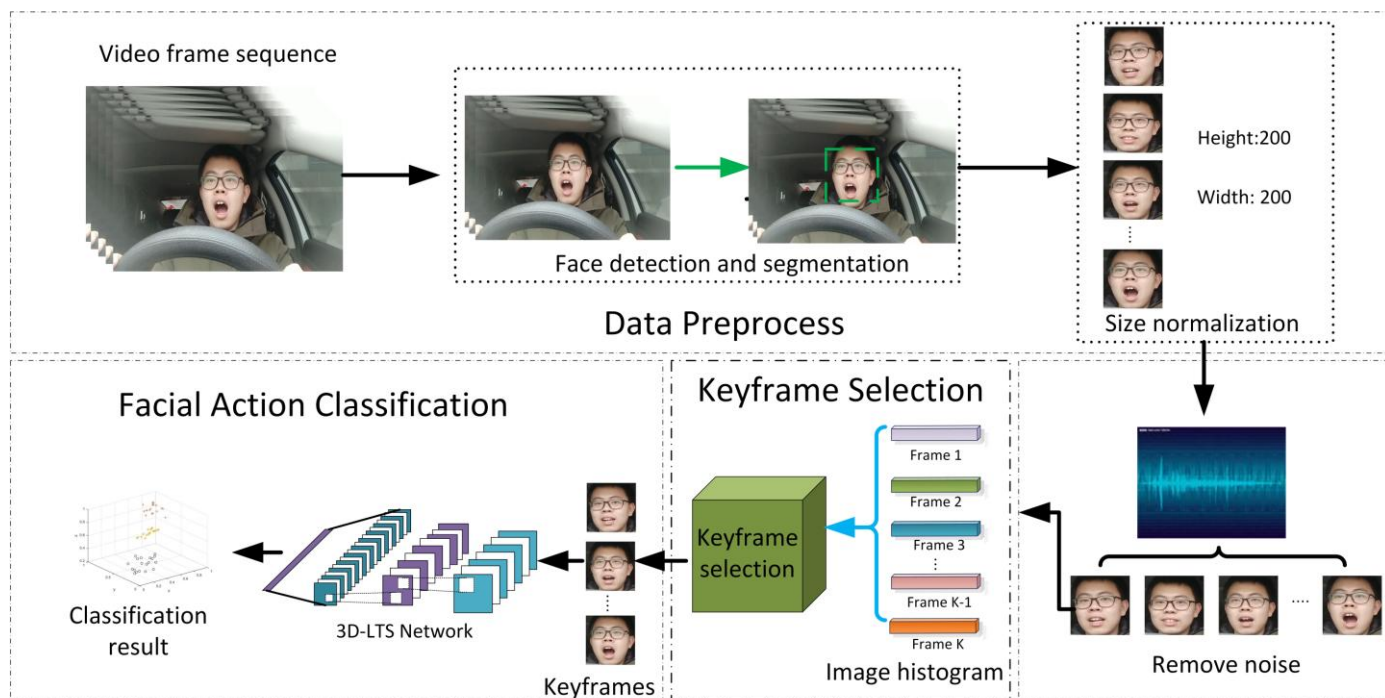 Video frame sequence
Face detection and segmentation
Height:200
Width: 200
Size normalization
Data Preprocess
Facial Action Classification
Classification
result
3D-LTS Network
Keyframes
Keyframe Selection
Keyframe
selection
Frame 1
Frame 2
Frame 3
Frame K-1
Frame K
Image histogram
Remove noise